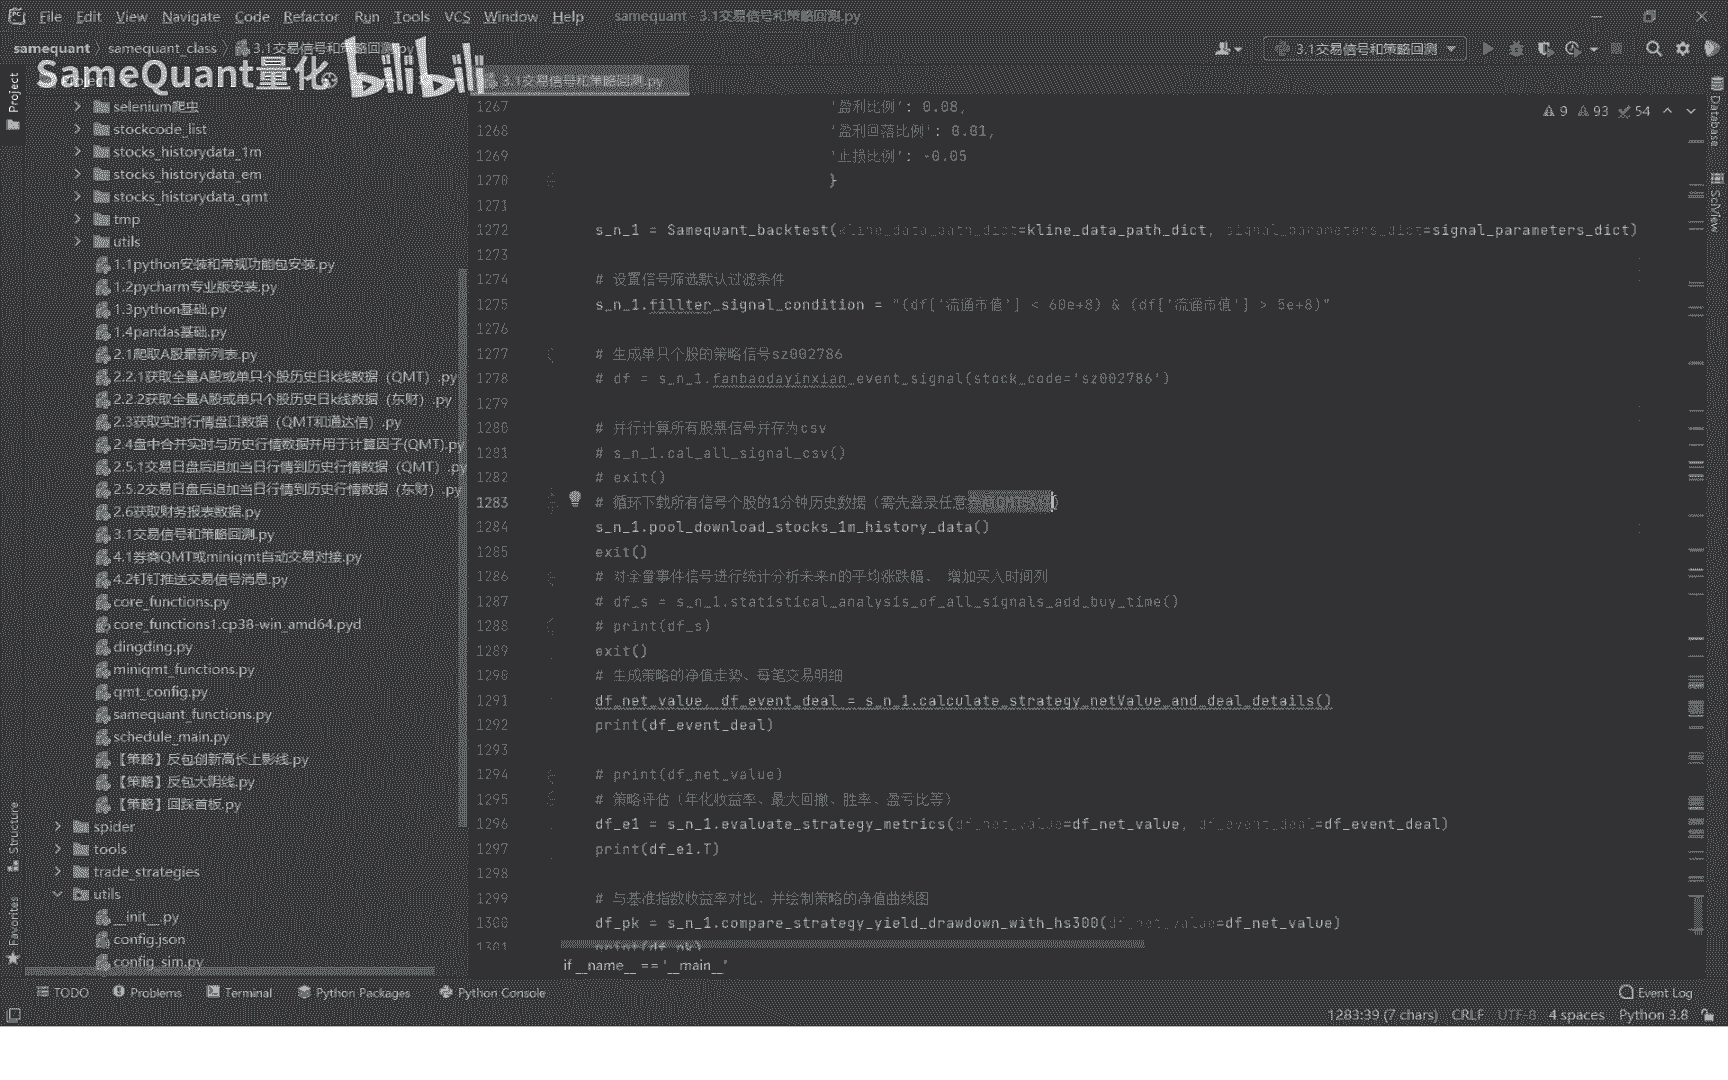 File Edit View Navigate Code Refactor Run Tools VCS Window Help samequant - 3.1交易信号和策略回测.py
samequant samequant_class 3.1交易信号和策略回测.py 3.1交易信号和策略回测
SameQuant量化 bilibili
3.1交易信号和策略回测.py
Project
selenium爬虫
stockcode_list
stocks_historydata_1m
stocks_historydata_em
stocks_historydata_qmt
tmp
utils
1.1python安装和常规功能包安装.py
1.2pycharm专业版安装.py
1.3python基础.py
1.4pandas基础.py
2.1爬取A股最新列表.py
2.2.1获取全量A股或单只个股历史日k线数据（QMT）.py
2.2.2获取全量A股或单只个股历史日k线数据（东财）.py
2.3获取实时行情盘口数据（QMT和通达信）.py
2.4盘中合并实时与历史行情数据并用于计算因子(QMT).py
2.5.1交易日盘后追加当日行情到历史行情数据（QMT）.py
2.5.2交易日盘后追加当日行情到历史行情数据（东财）.py
2.6获取财务报表数据.py
3.1交易信号和策略回测.py
4.1券商QMT或miniqmt自动交易对接.py
4.2钉钉推送交易信号消息.py
core_functions.py
core_functions1.cp38-win_amd64.pyd
dingding.py
miniqmt_functions.py
qmt_config.py
samequant_functions.py
schedule_main.py
【策略】反包创新高长上影线.py
【策略】反包大阴线.py
【策略】回踩首板.py
spider
tools
trade_strategies
utils
__init__.py
config.json
config_sim.py
Structure
Favorites
9 93 54
Database
SciView
1267 '盈利比例': 0.08,
1268 '盈利回落比例': 0.01,
1269 '止损比例': -0.05
1270 }
1271
1272 s_n_1 = Samequant_backtest(kline_data_path_dict=kline_data_path_dict, signal_parameters_dict=signal_parameters_dict)
1273
1274 # 设置信号筛选默认过滤条件
1275 s_n_1.fillter_signal_condition = "(df['流通市值'] < 60e+8) & (df['流通市值'] > 5e+8)"
1276
1277 # 生成单只个股的策略信号sz002786
1278 # df = s_n_1.fanbaodayinxian_event_signal(stock_code='sz002786')
1279
1280 # 并行计算所有股票信号并存为csv
1281 # s_n_1.cal_all_signal_csv()
1282 # exit()
1283 # 循环下载所有信号个股的1分钟历史数据（需先登录任意
1284 s_n_1.pool_download_stocks_1m_history_data()
1285 exit()
1286 # 对全量事件信号进行统计分析未来n的平均涨跌幅、 增加买入时间列
1287 # df_s = s_n_1.statistical_analysis_of_all_signals_add_buy_time()
1288 # print(df_s)
1289 exit()
1290 # 生成策略的净值走势、每笔交易明细
1291 df_net_value, df_event_deal = s_n_1.calculate_strategy_netValue_and_deal_details()
1292 print(df_event_deal)
1293
1294 # print(df_net_value)
1295 # 策略评估（年化收益率、最大回撤、胜率、盈亏比等）
1296 df_e1 = s_n_1.evaluate_strategy_metrics(df_net_value=df_net_value, df_event_deal=df_event_deal)
1297 print(df_e1.T)
1298
1299 # 与基准指数收益率对比，并绘制策略的净值曲线图
1300 df_pk = s_n_1.compare_strategy_yield_drawdown_with_hs300(df_net_value=df_net_value)
1301 print(df_pk)
if __name__ == '__main__'
TODO Problems Terminal Python Packages Python Console Event Log
1283:39 (7 chars) CRLF UTF-8 4 spaces Python 3.8